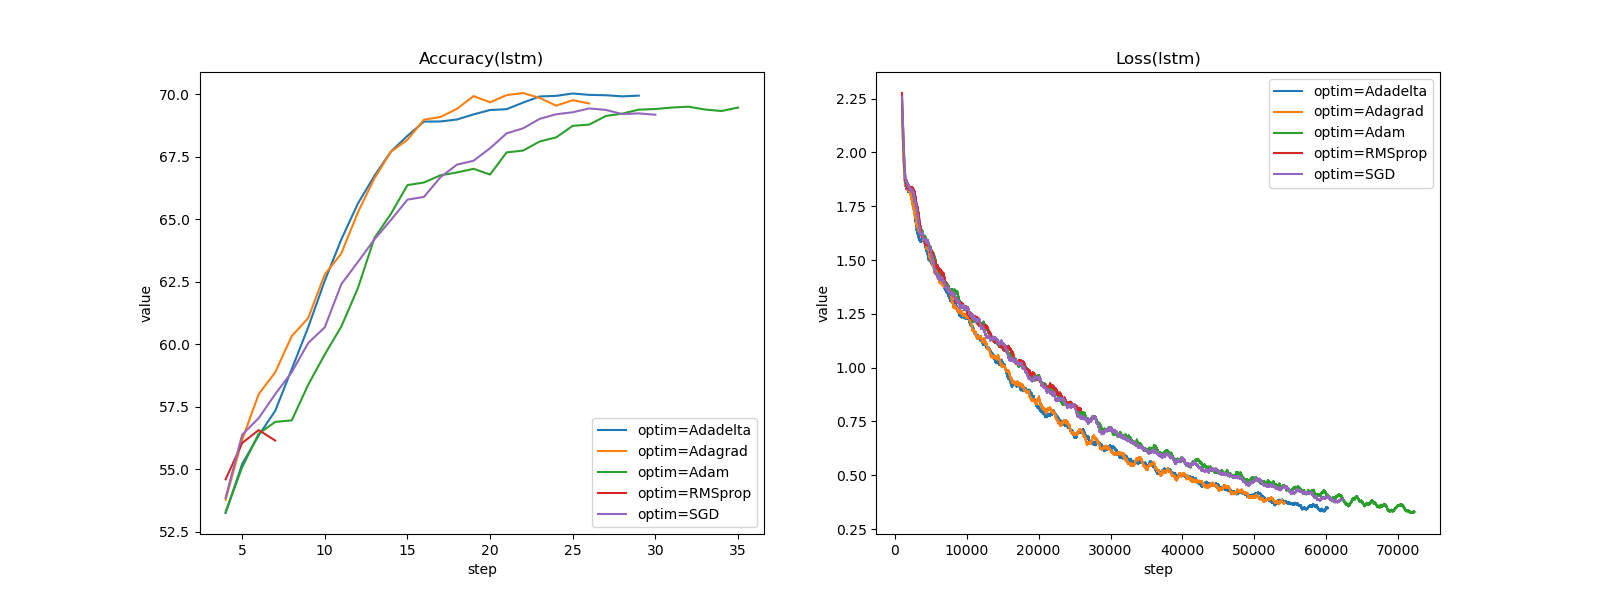 Accuracy(lstm)
value
70.0
67.5
65.0
62.5
60.0
57.5
55.0
52.5
5
10
15
20
25
30
35
step
optim=Adadelta
optim=Adagrad
optim=Adam
optim=RMSprop
optim=SGD
Loss(lstm)
value
2.25
2.00
1.75
1.50
1.25
1.00
0.75
0.50
0.25
0
10000
20000
30000
40000
50000
60000
70000
step
optim=Adadelta
optim=Adagrad
optim=Adam
optim=RMSprop
optim=SGD